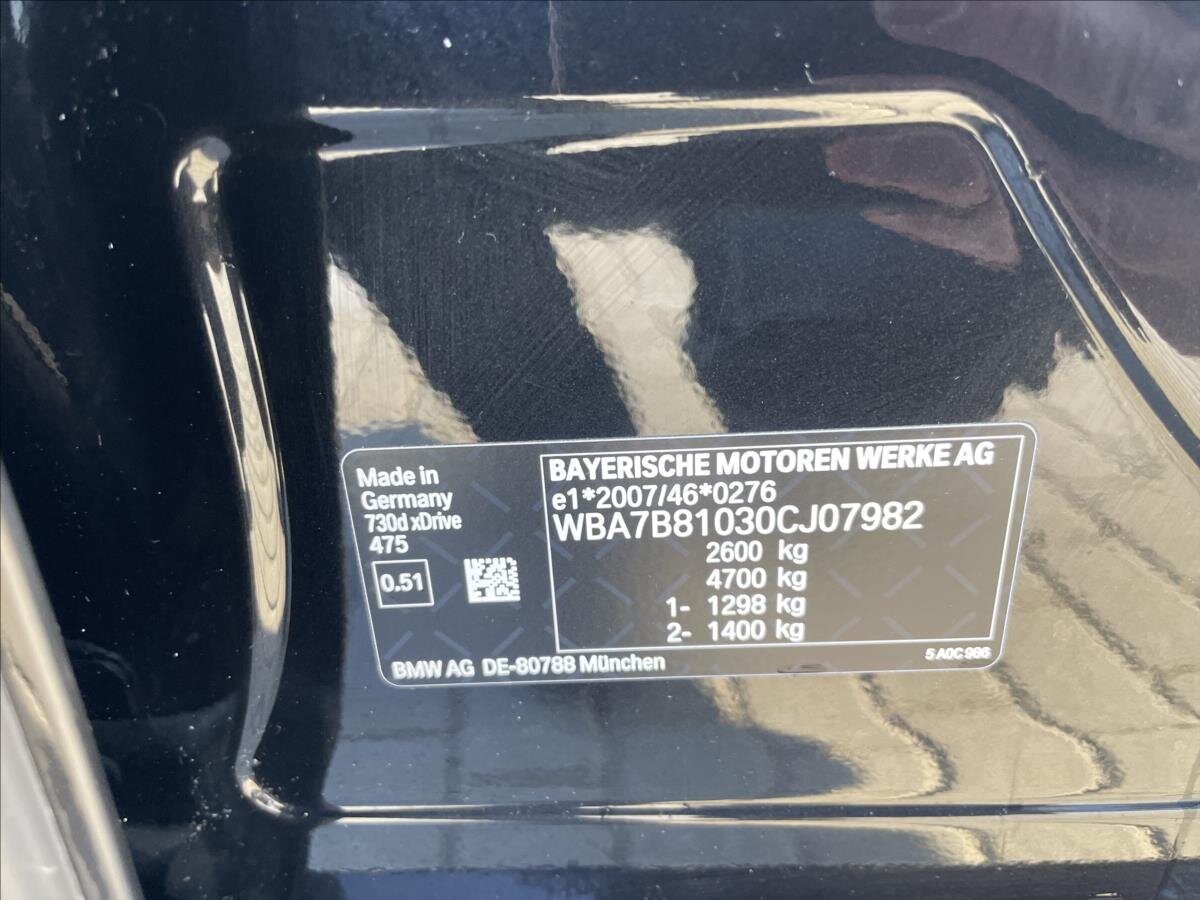 Made in
Germany
730d xDrive
475
0.51
BMW AG DE-80788 München
BAYERISCHE MOTOREN WERKE AG
e1*2007/46*0276
WBA7B81030CJ07982
2600 kg
4700 kg
1- 1298 kg
2- 1400 kg
5 A0C 986